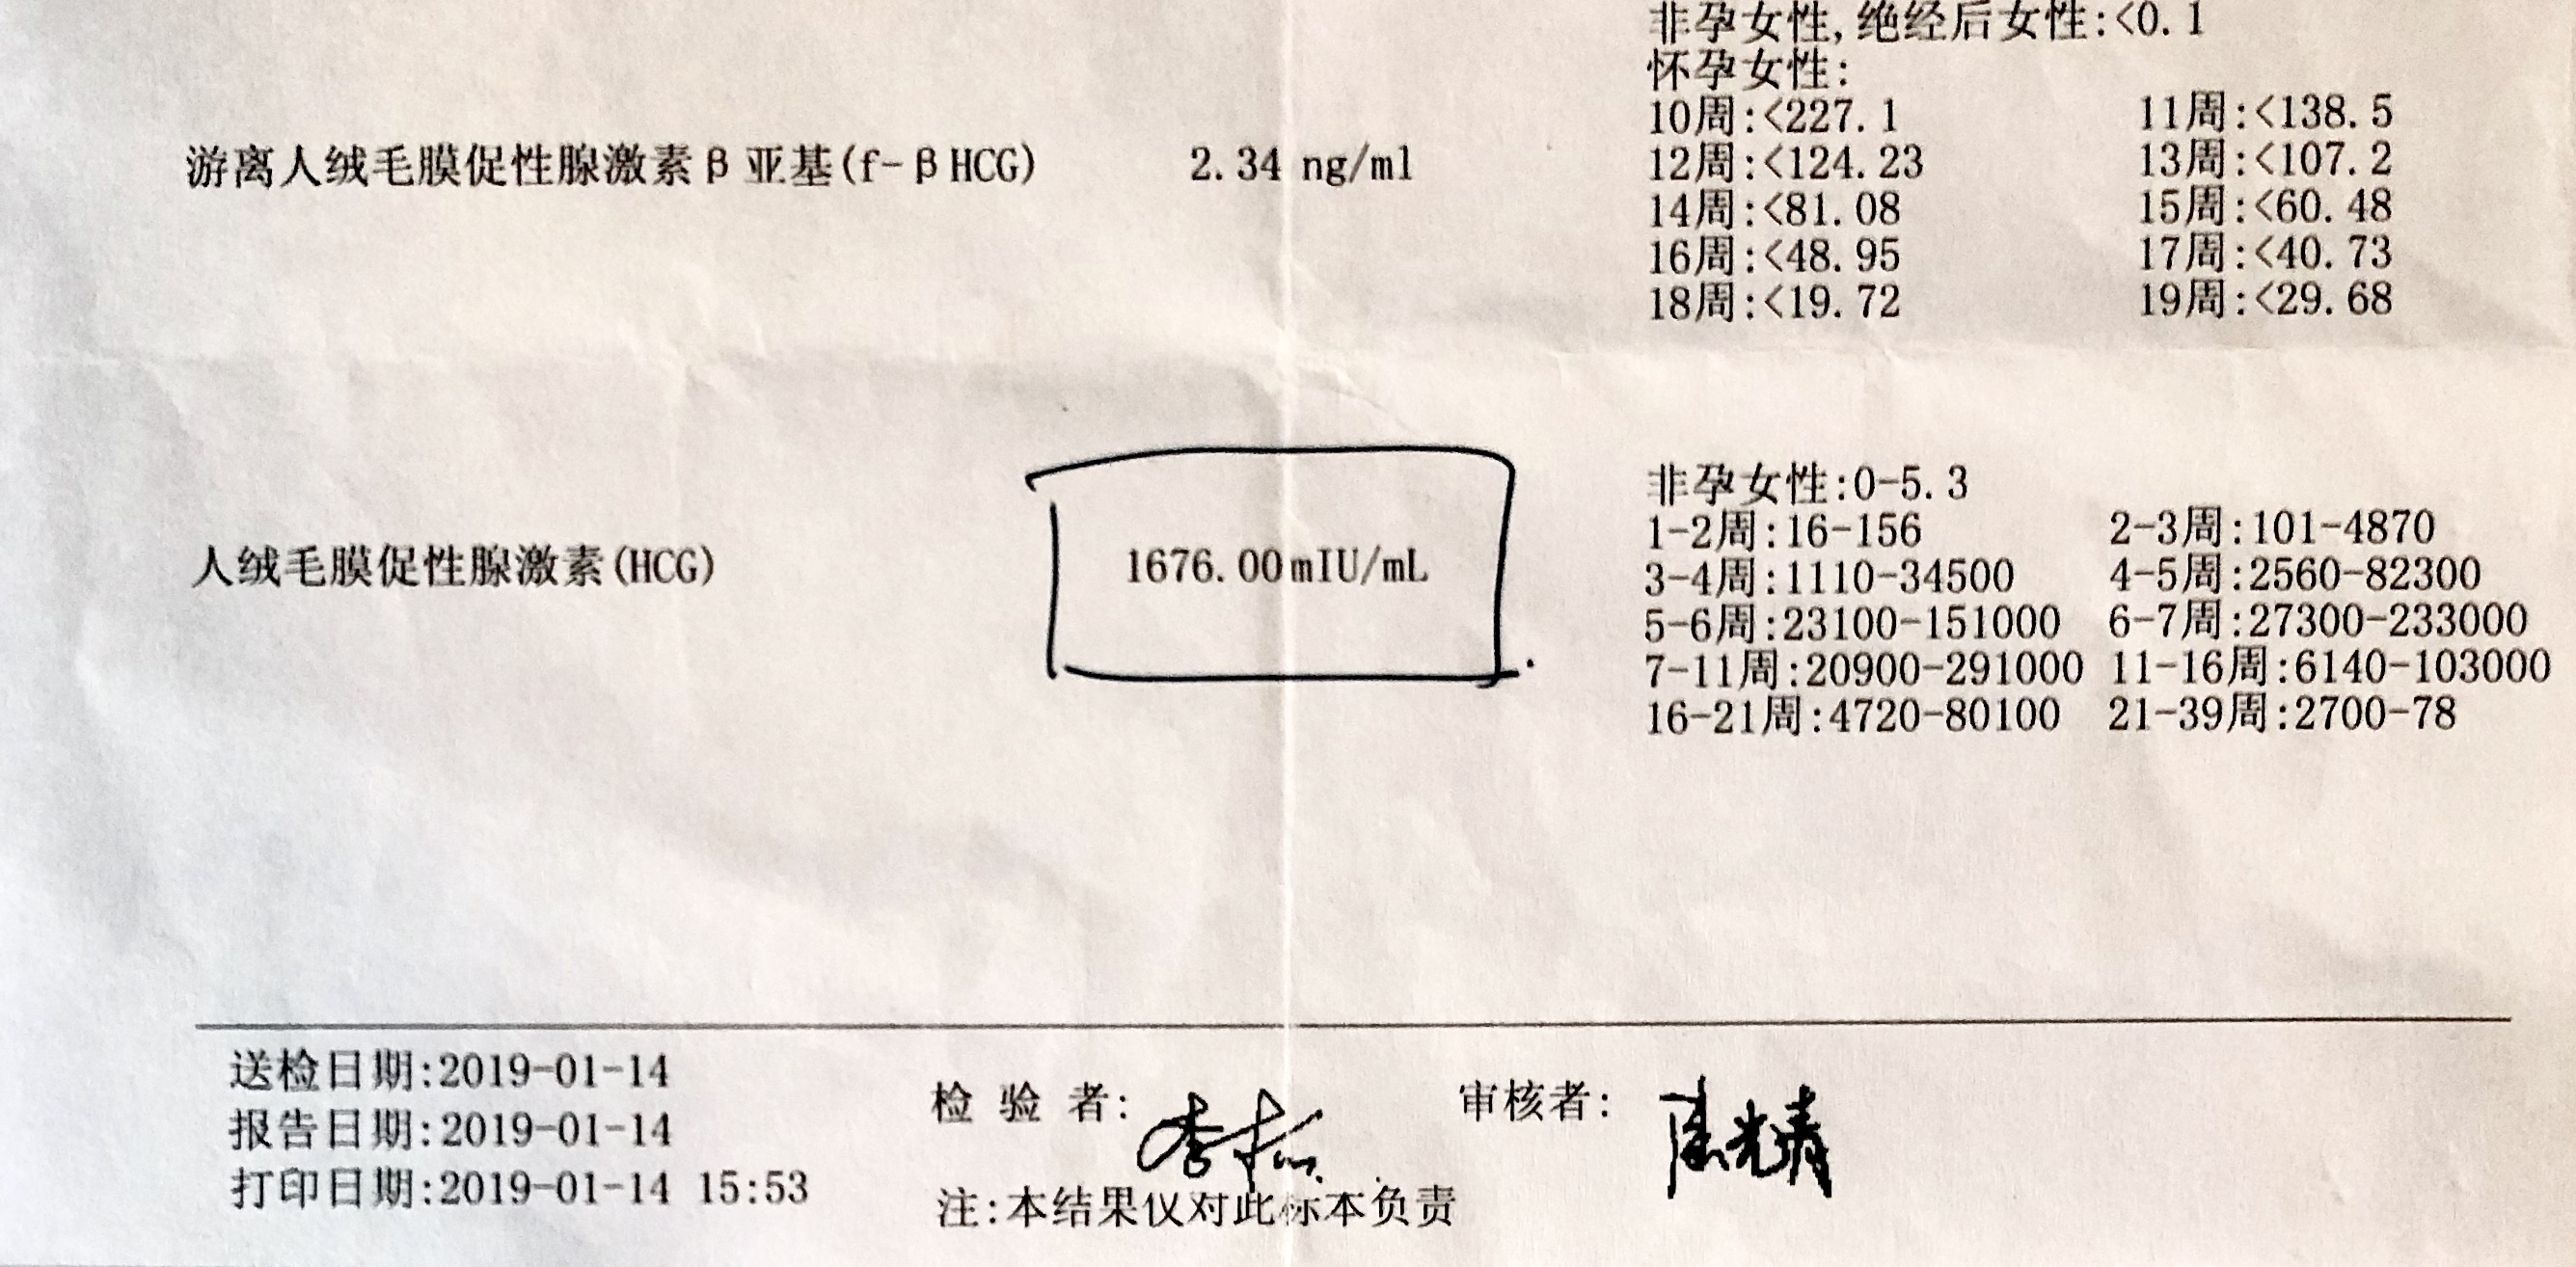 非孕女性,绝经后女性:<0.1
怀孕女性:
10周:<227.1 11周:<138.5
游离人绒毛膜促性腺激素β亚基(f-βHCG) 2.34 ng/ml 12周:<124.23 13周:<107.2
14周:<81.08 15周:<60.48
16周:<48.95 17周:<40.73
18周:<19.72 19周:<29.68
非孕女性:0-5.3
1-2周:16-156 2-3周:101-4870
人绒毛膜促性腺激素(HCG) 1676.00mIU/mL 3-4周:1110-34500 4-5周:2560-82300
5-6周:23100-151000 6-7周:27300-233000
7-11周:20900-291000 11-16周:6140-103000
16-21周:4720-80100 21-39周:2700-78
送检日期:2019-01-14
检 验 者: 审核者:
报告日期:2019-01-14
打印日期:2019-01-14 15:53
注:本结果仅对此标本负责